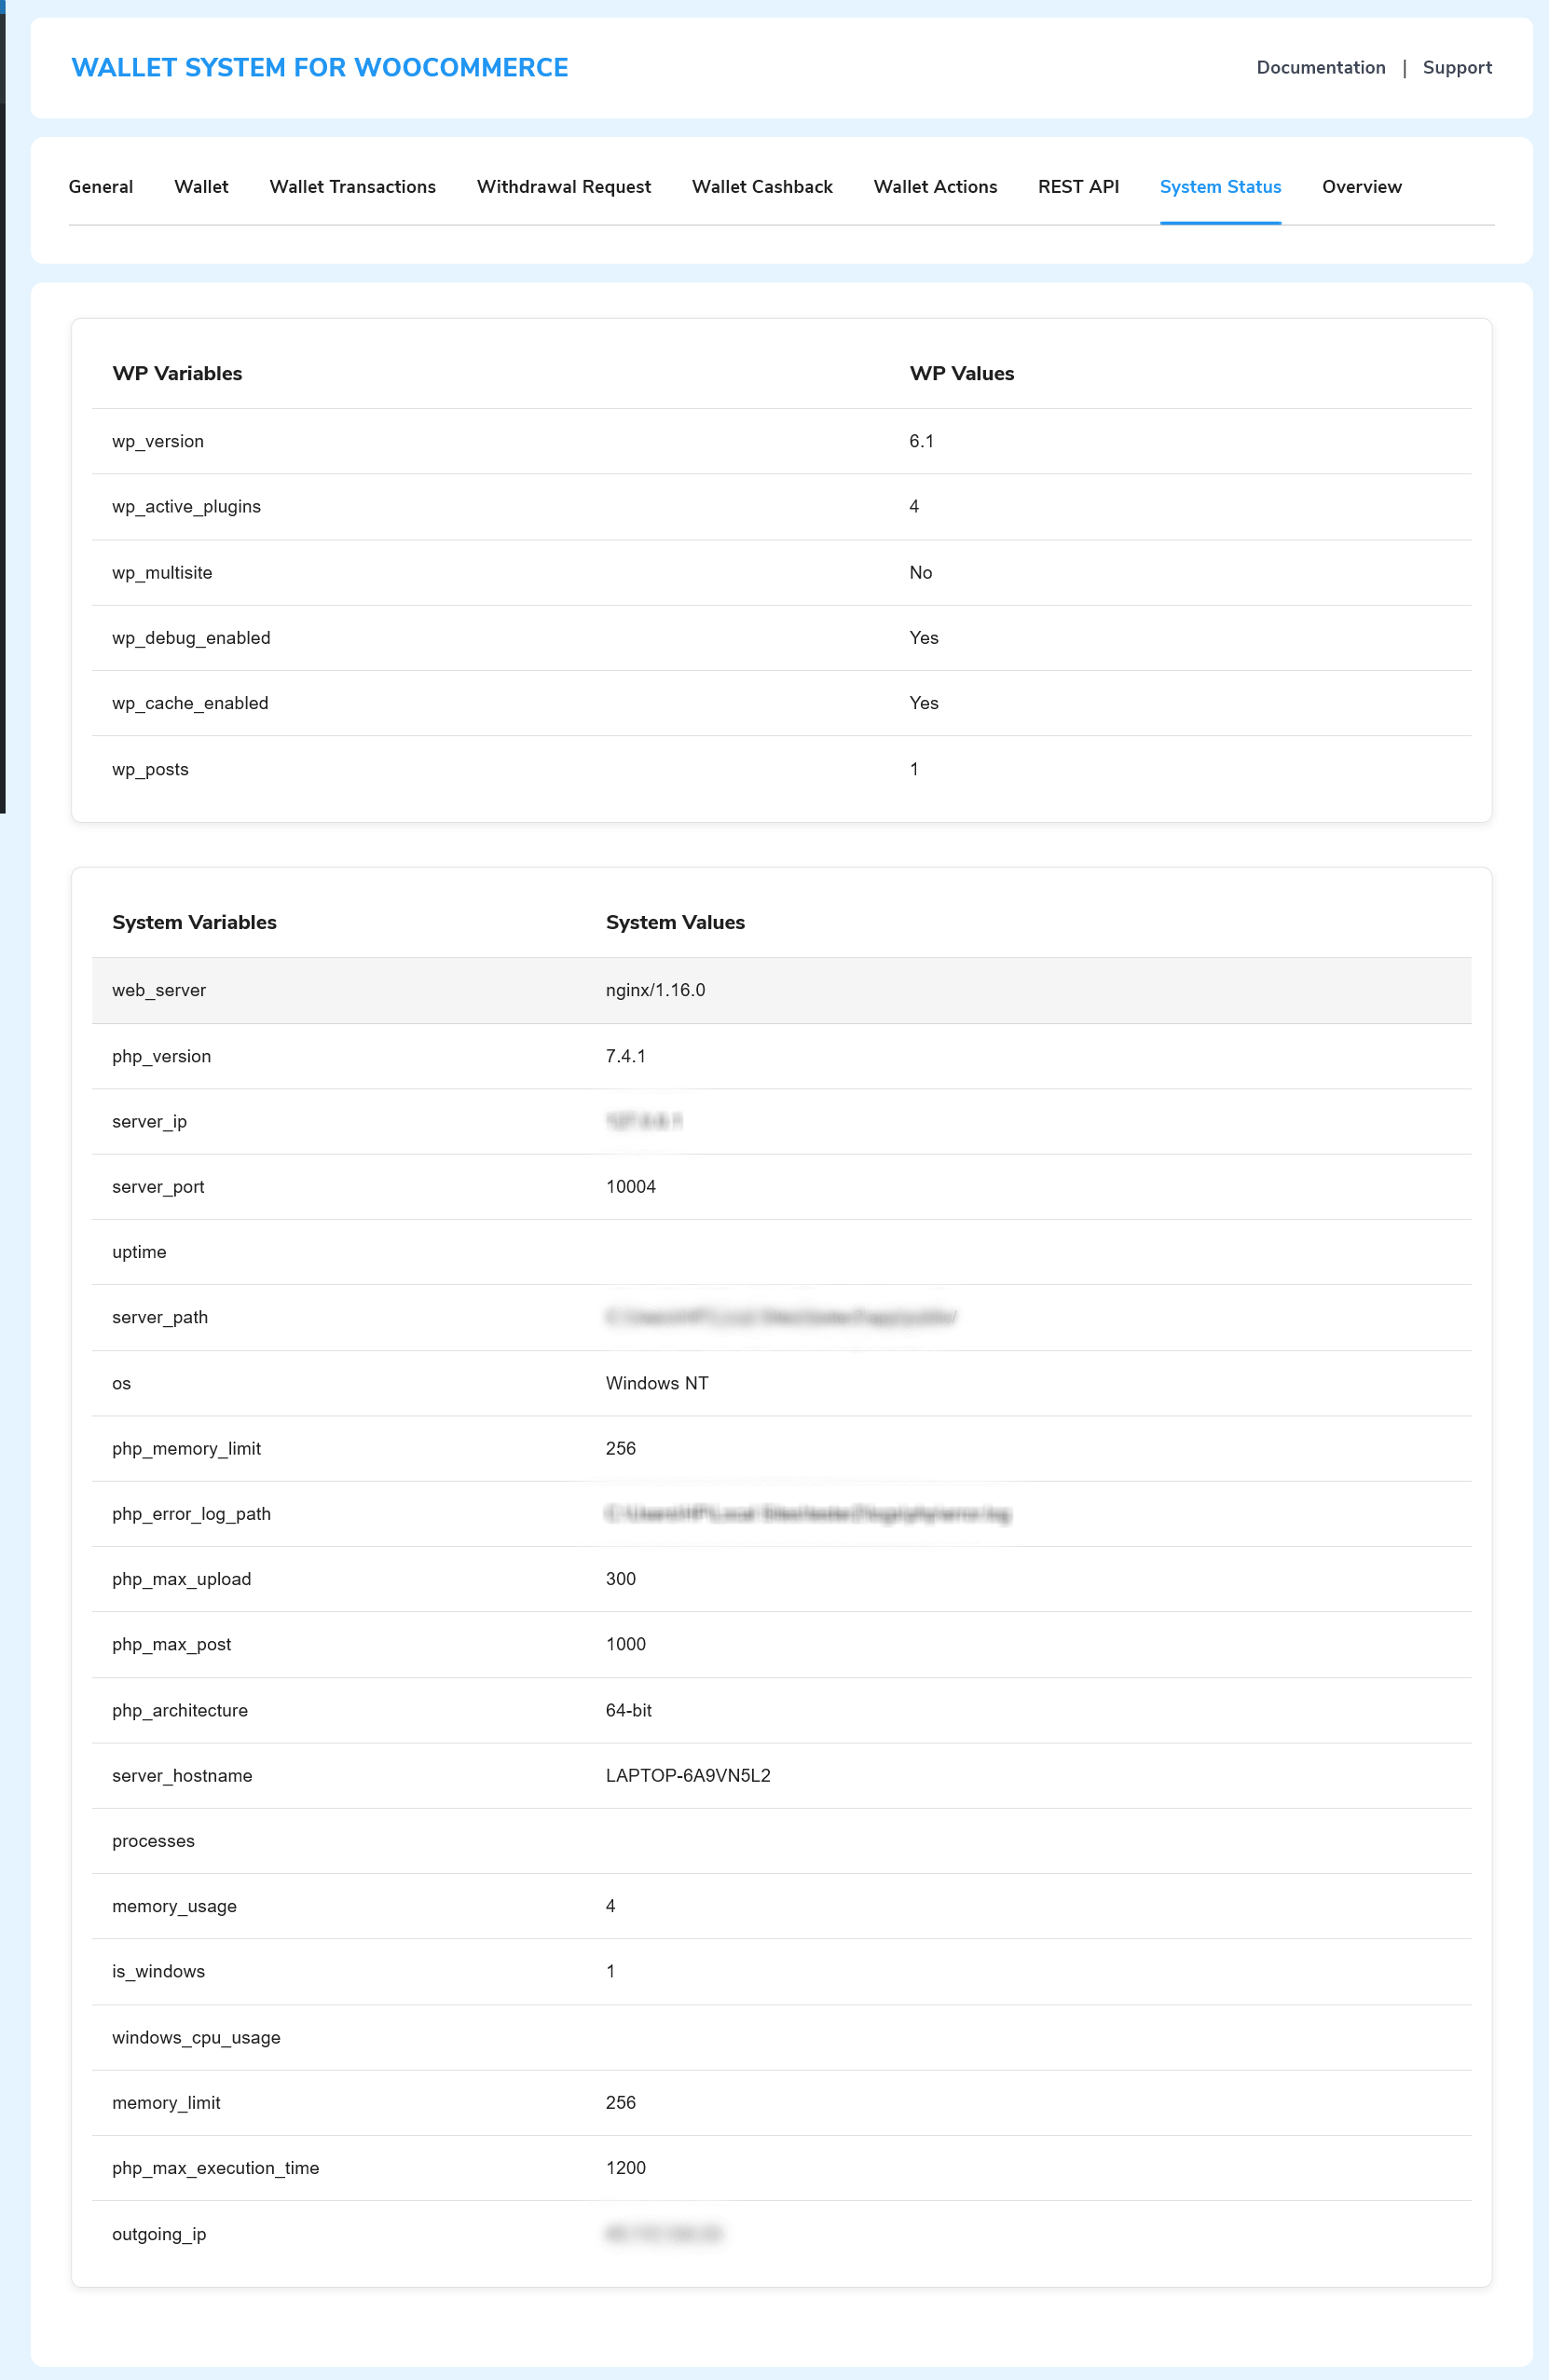 WALLET SYSTEM FOR WOOCOMMERCE
Documentation | Support
General Wallet Wallet Transactions Withdrawal Request Wallet Cashback Wallet Actions REST API System Status Overview
WP Variables WP Values
wp_version 6.1
wp_active_plugins 4
wp_multisite No
wp_debug_enabled Yes
wp_cache_enabled Yes
wp_posts 1
System Variables System Values
web_server nginx/1.16.0
php_version 7.4.1
server_ip
server_port 10004
uptime
server_path
os Windows NT
php_memory_limit 256
php_error_log_path
php_max_upload 300
php_max_post 1000
php_architecture 64-bit
server_hostname LAPTOP-6A9VN5L2
processes
memory_usage 4
is_windows 1
windows_cpu_usage
memory_limit 256
php_max_execution_time 1200
outgoing_ip